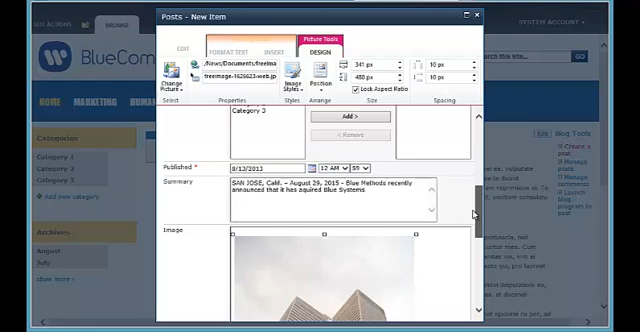 Posts - New Item
SITE ACTIONS
BROWSE
SYSTEM ACCOUNT
Picture Tools
EDIT
FORMAT TEXT
INSERT
DESIGN
BlueCom
this site...
GO
Change Picture
/News/Documents/freeima
freeimage-1626623-web.jp
Image Styles
Position
341 px
488 px
Lock Aspect Ratio
10 px
10 px
Select
Properties
Styles
Arrange
Size
Spacing
HOME
MARKETING
HUMAN
Categories
Category 1
Category 2
Category 3
Add new category
Archives
August
July
show more
Category 3
Add >
< Remove
Published *
8/13/2013
12 AM
59
Summary
SAN JOSE, Calif. – August 29, 2015 - Blue Methods recently
announced that it has aquired Blue Systems
Image
Edit
Blog Tools
Create a post
Manage posts
Manage comments
Launch blog program to post